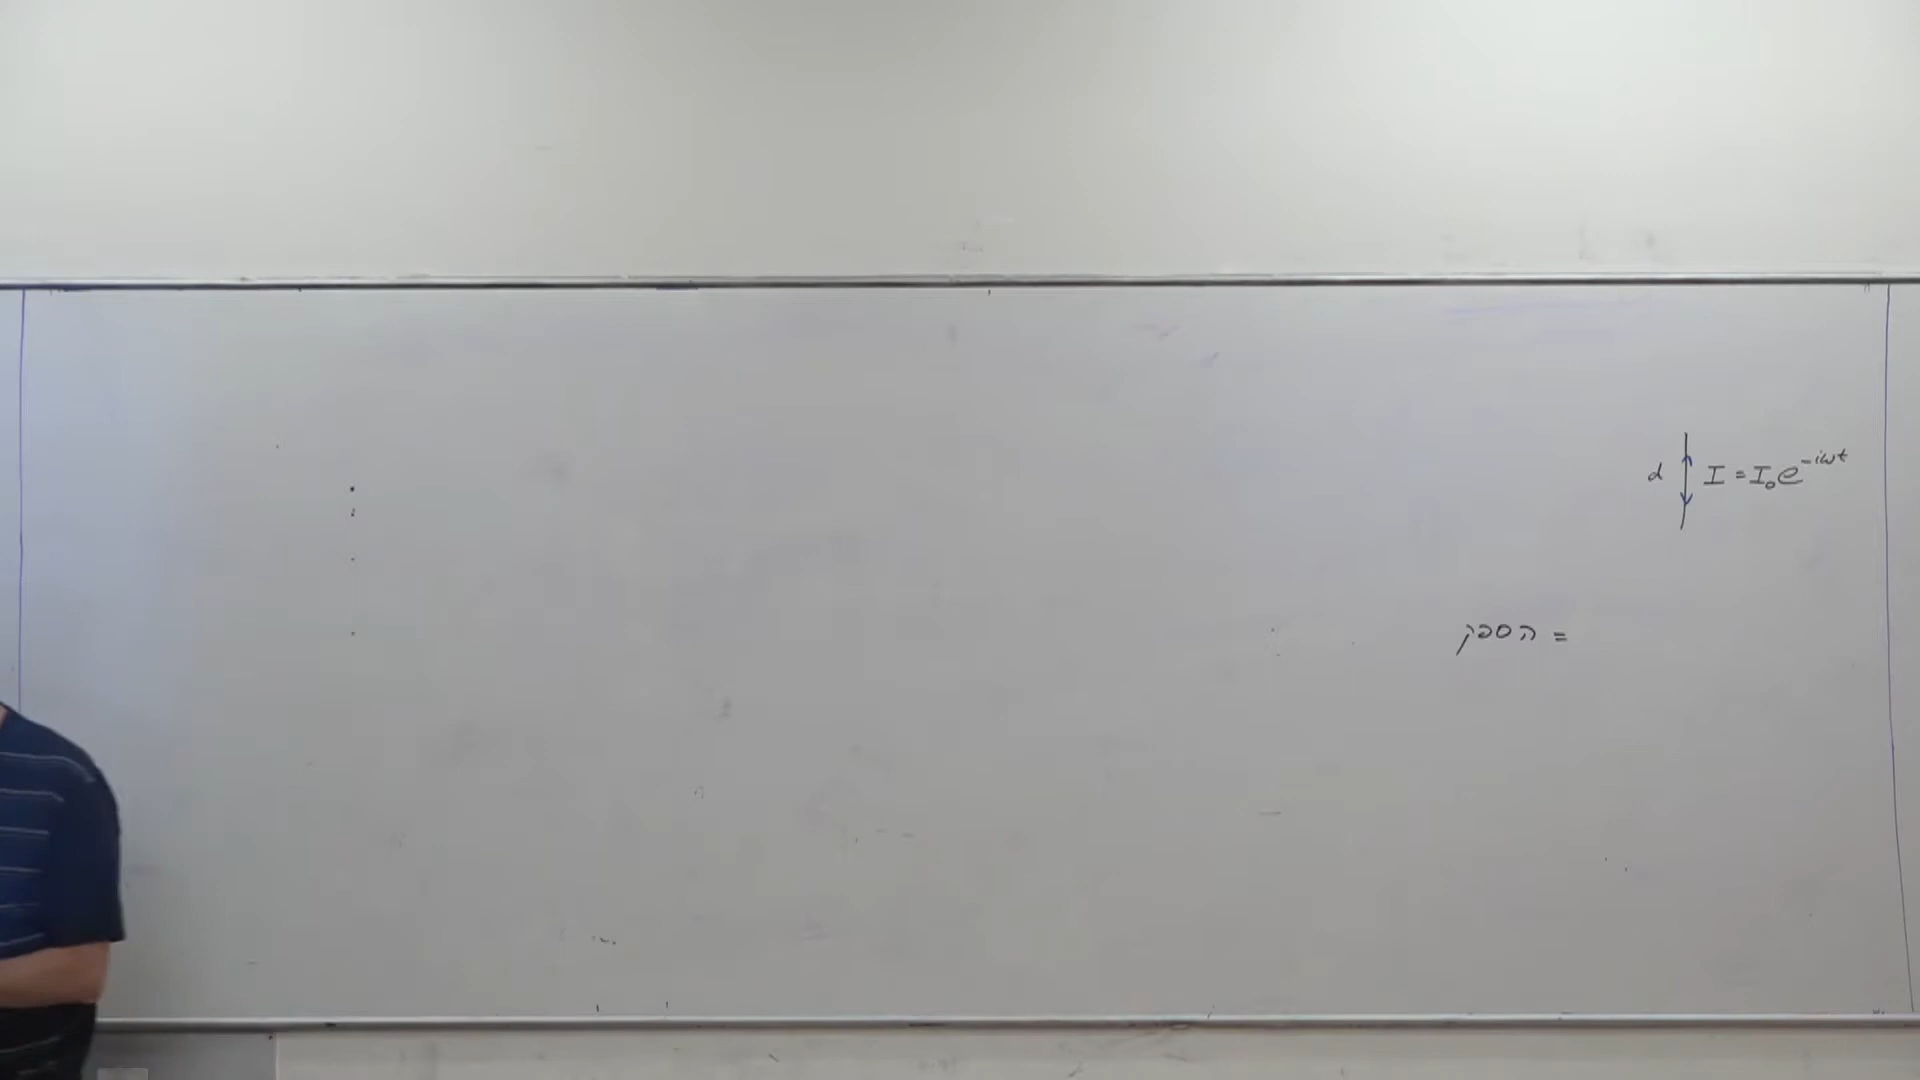 d I = I₀e^{-iωt}
הספק =